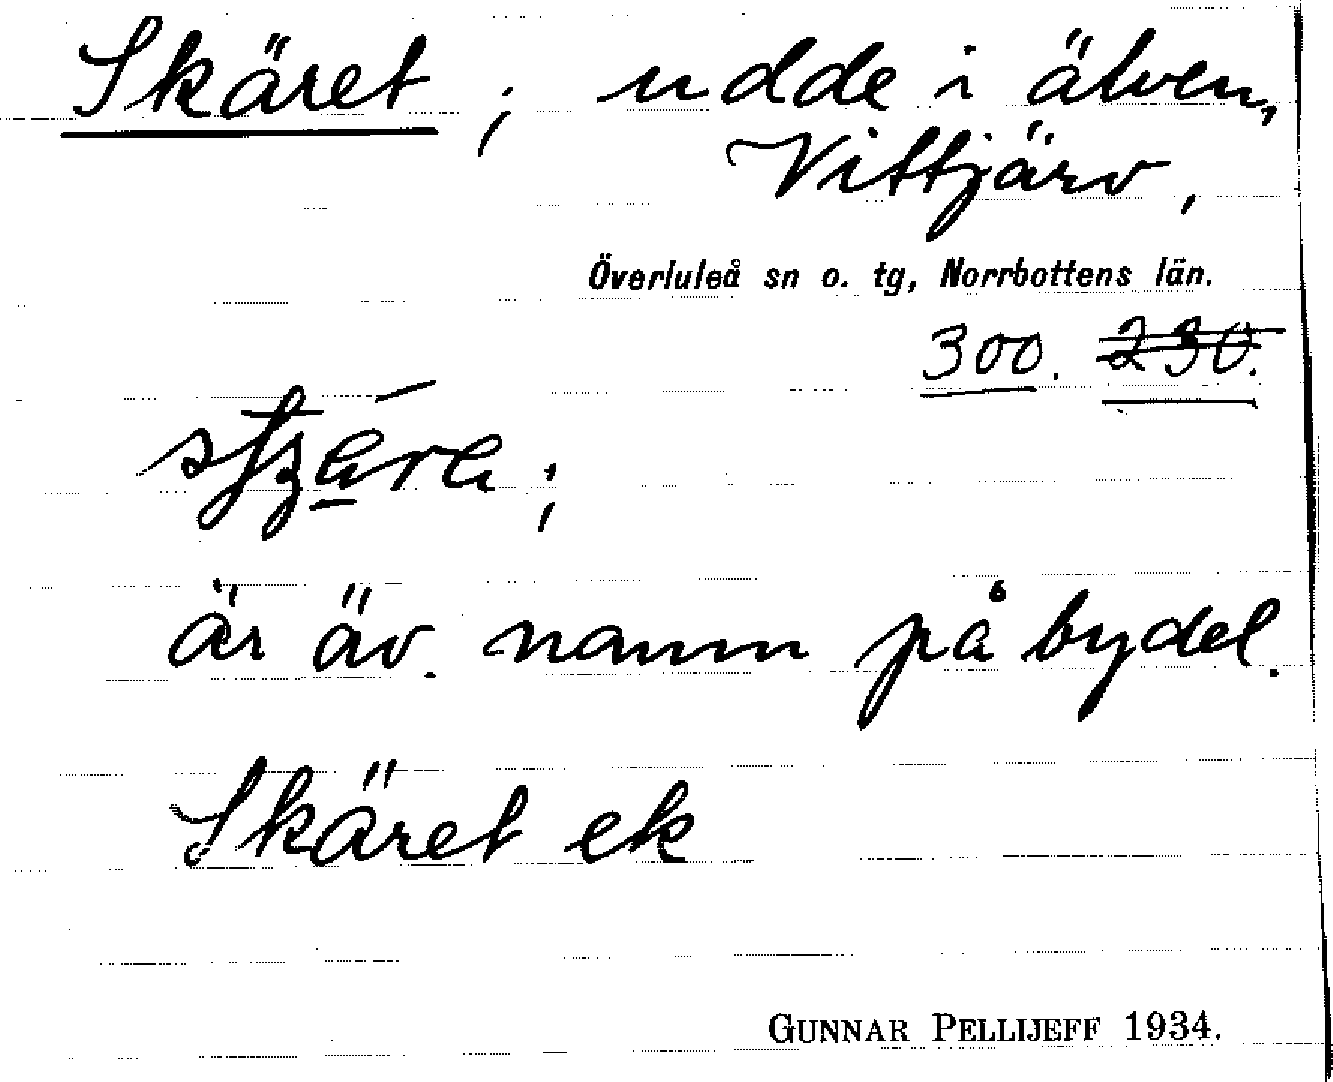 Skäret; udde i älven,
Vittjärv,
Överluleå sn o. tg, Norrbottens län.
300. 230.
är äv. namn på bydel.
Skäret ek
GUNNAR PELLIJEFF 1934.